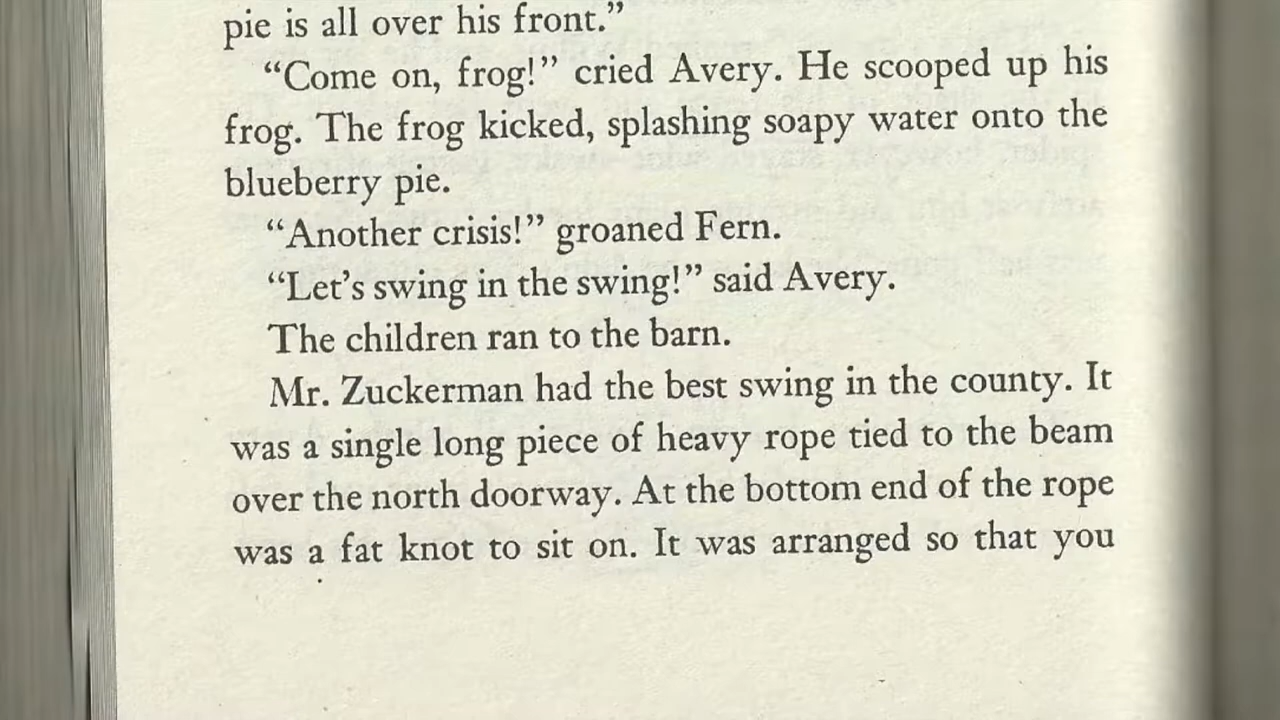 pie is all over his front.”
“Come on, frog!” cried Avery. He scooped up his
frog. The frog kicked, splashing soapy water onto the
blueberry pie.
“Another crisis!” groaned Fern.
“Let’s swing in the swing!” said Avery.
The children ran to the barn.
Mr. Zuckerman had the best swing in the county. It
was a single long piece of heavy rope tied to the beam
over the north doorway. At the bottom end of the rope
was a fat knot to sit on. It was arranged so that you